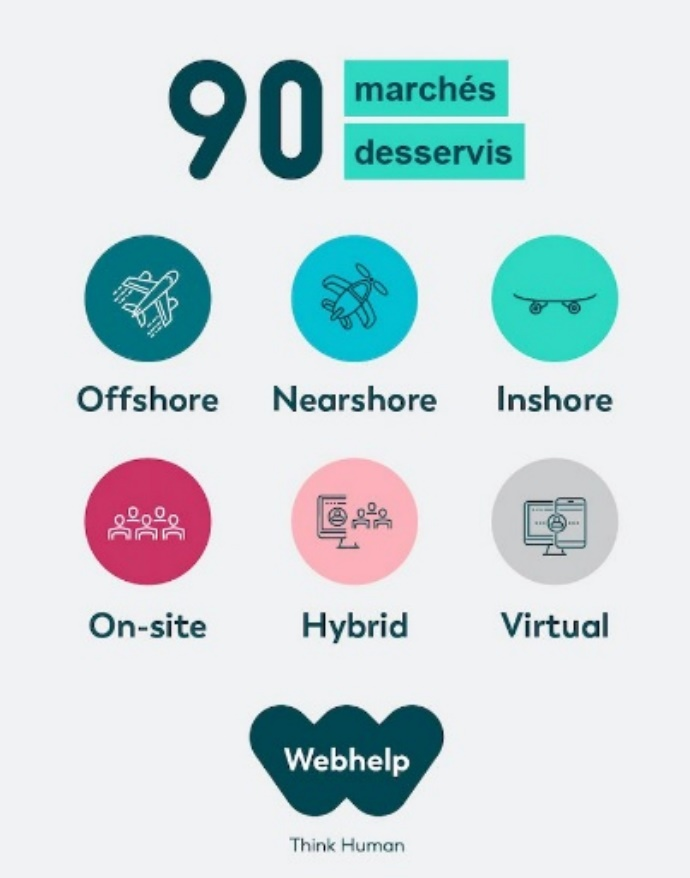 90 marchés
desservis
Offshore Nearshore Inshore
On-site Hybrid Virtual
Webhelp
Think Human